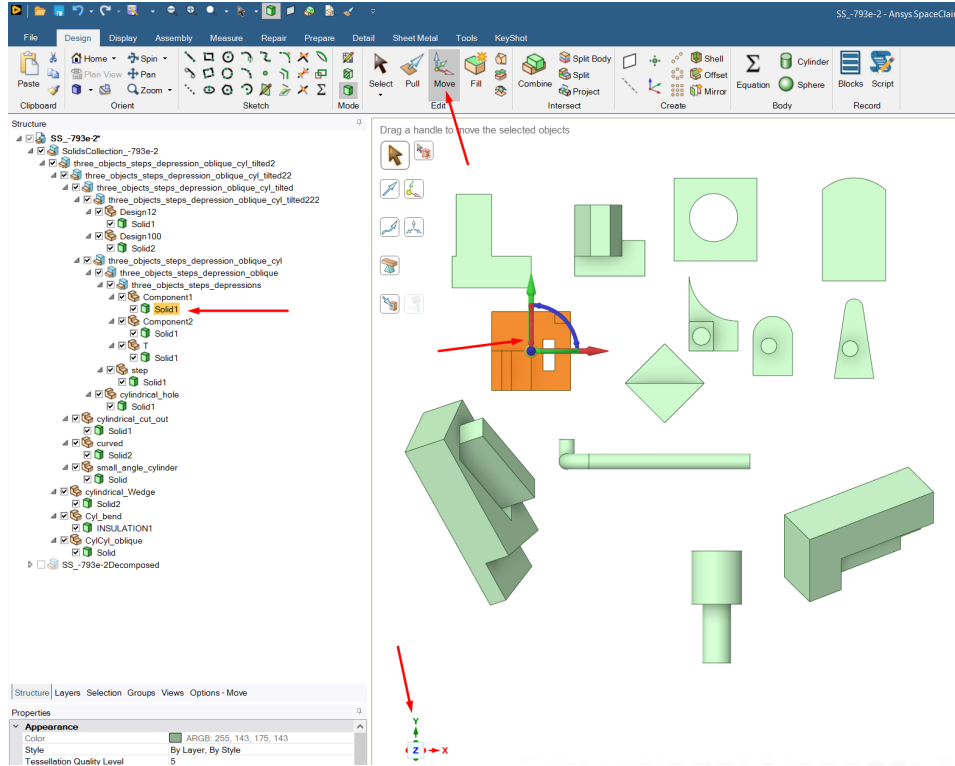 SS_-793e-2 - Ansys SpaceClai
File Design Display Assembly Measure Repair Prepare Detail Sheet Metal Tools KeyShot
Home Spin
Plan View Pan
Zoom
Paste
Select Pull Move Fill
Combine
Split Body
Split
Project
Shell
Offset
Mirror
Equation
Cylinder
Sphere
Blocks Script
Clipboard Orient Sketch Mode Edit Intersect Create Body Record
Structure
SS_-793e-2*
SolidsCollection_-793e-2
three_objects_steps_depression_oblique_cyl_tilted2
three_objects_steps_depression_oblique_cyl_tilted22
three_objects_steps_depression_oblique_cyl_tilted
three_objects_steps_depression_oblique_cyl_tilted222
Design12
Solid1
Design100
Solid2
three_objects_steps_depression_oblique_cyl
three_objects_steps_depression_oblique
three_objects_steps_depressions
Component1
Solid1
Component2
Solid1
T
Solid1
step
Solid1
cylindrical_hole
Solid1
cylindrical_cut_out
Solid1
curved
Solid2
small_angle_cylinder
Solid
cylindrical_Wedge
Solid2
Cyl_bend
INSULATION1
CylCyl_oblique
Solid
SS_-793e-2Decomposed
Drag a handle to move the selected objects
Structure Layers Selection Groups Views Options - Move
Properties
Appearance
Color ARGB: 255, 143, 175, 143
Style By Layer, By Style
Tessellation Quality Level 5
Y
Z X